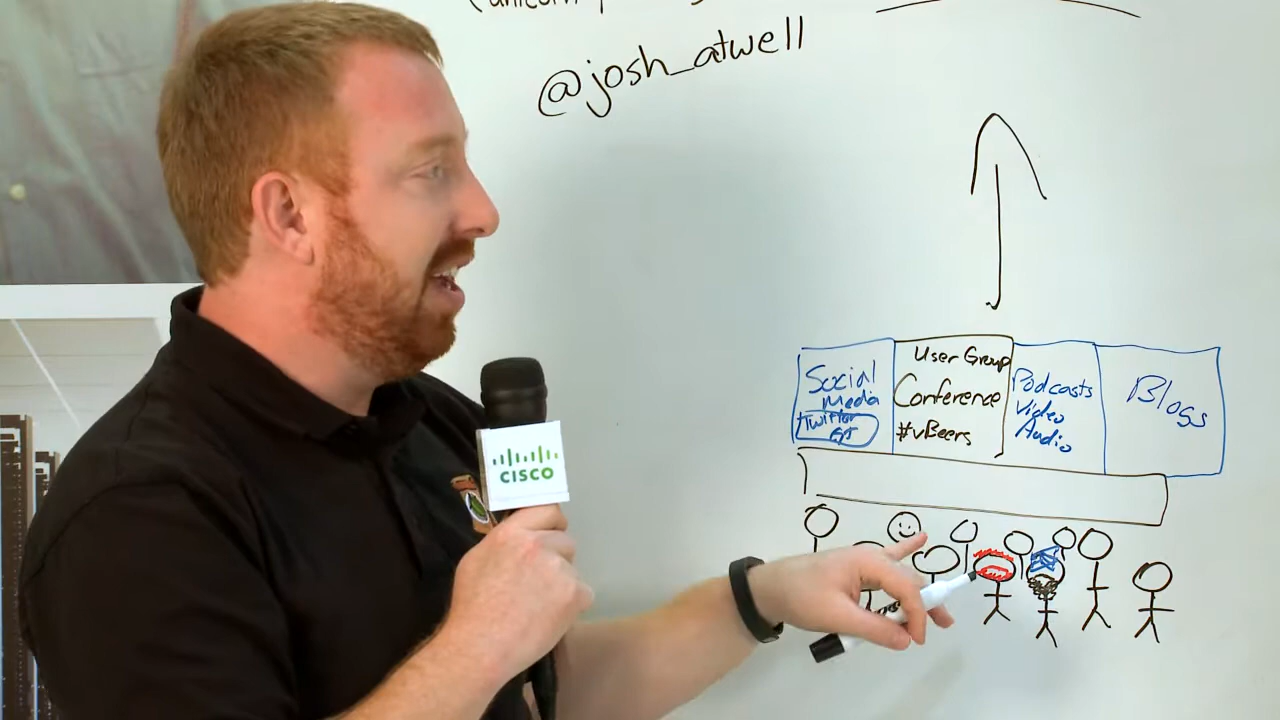 @josh_atwell
User Group
Conference
#vBeers
Social
Media
Twitter
Podcasts
Video
Audio
Blogs
CISCO